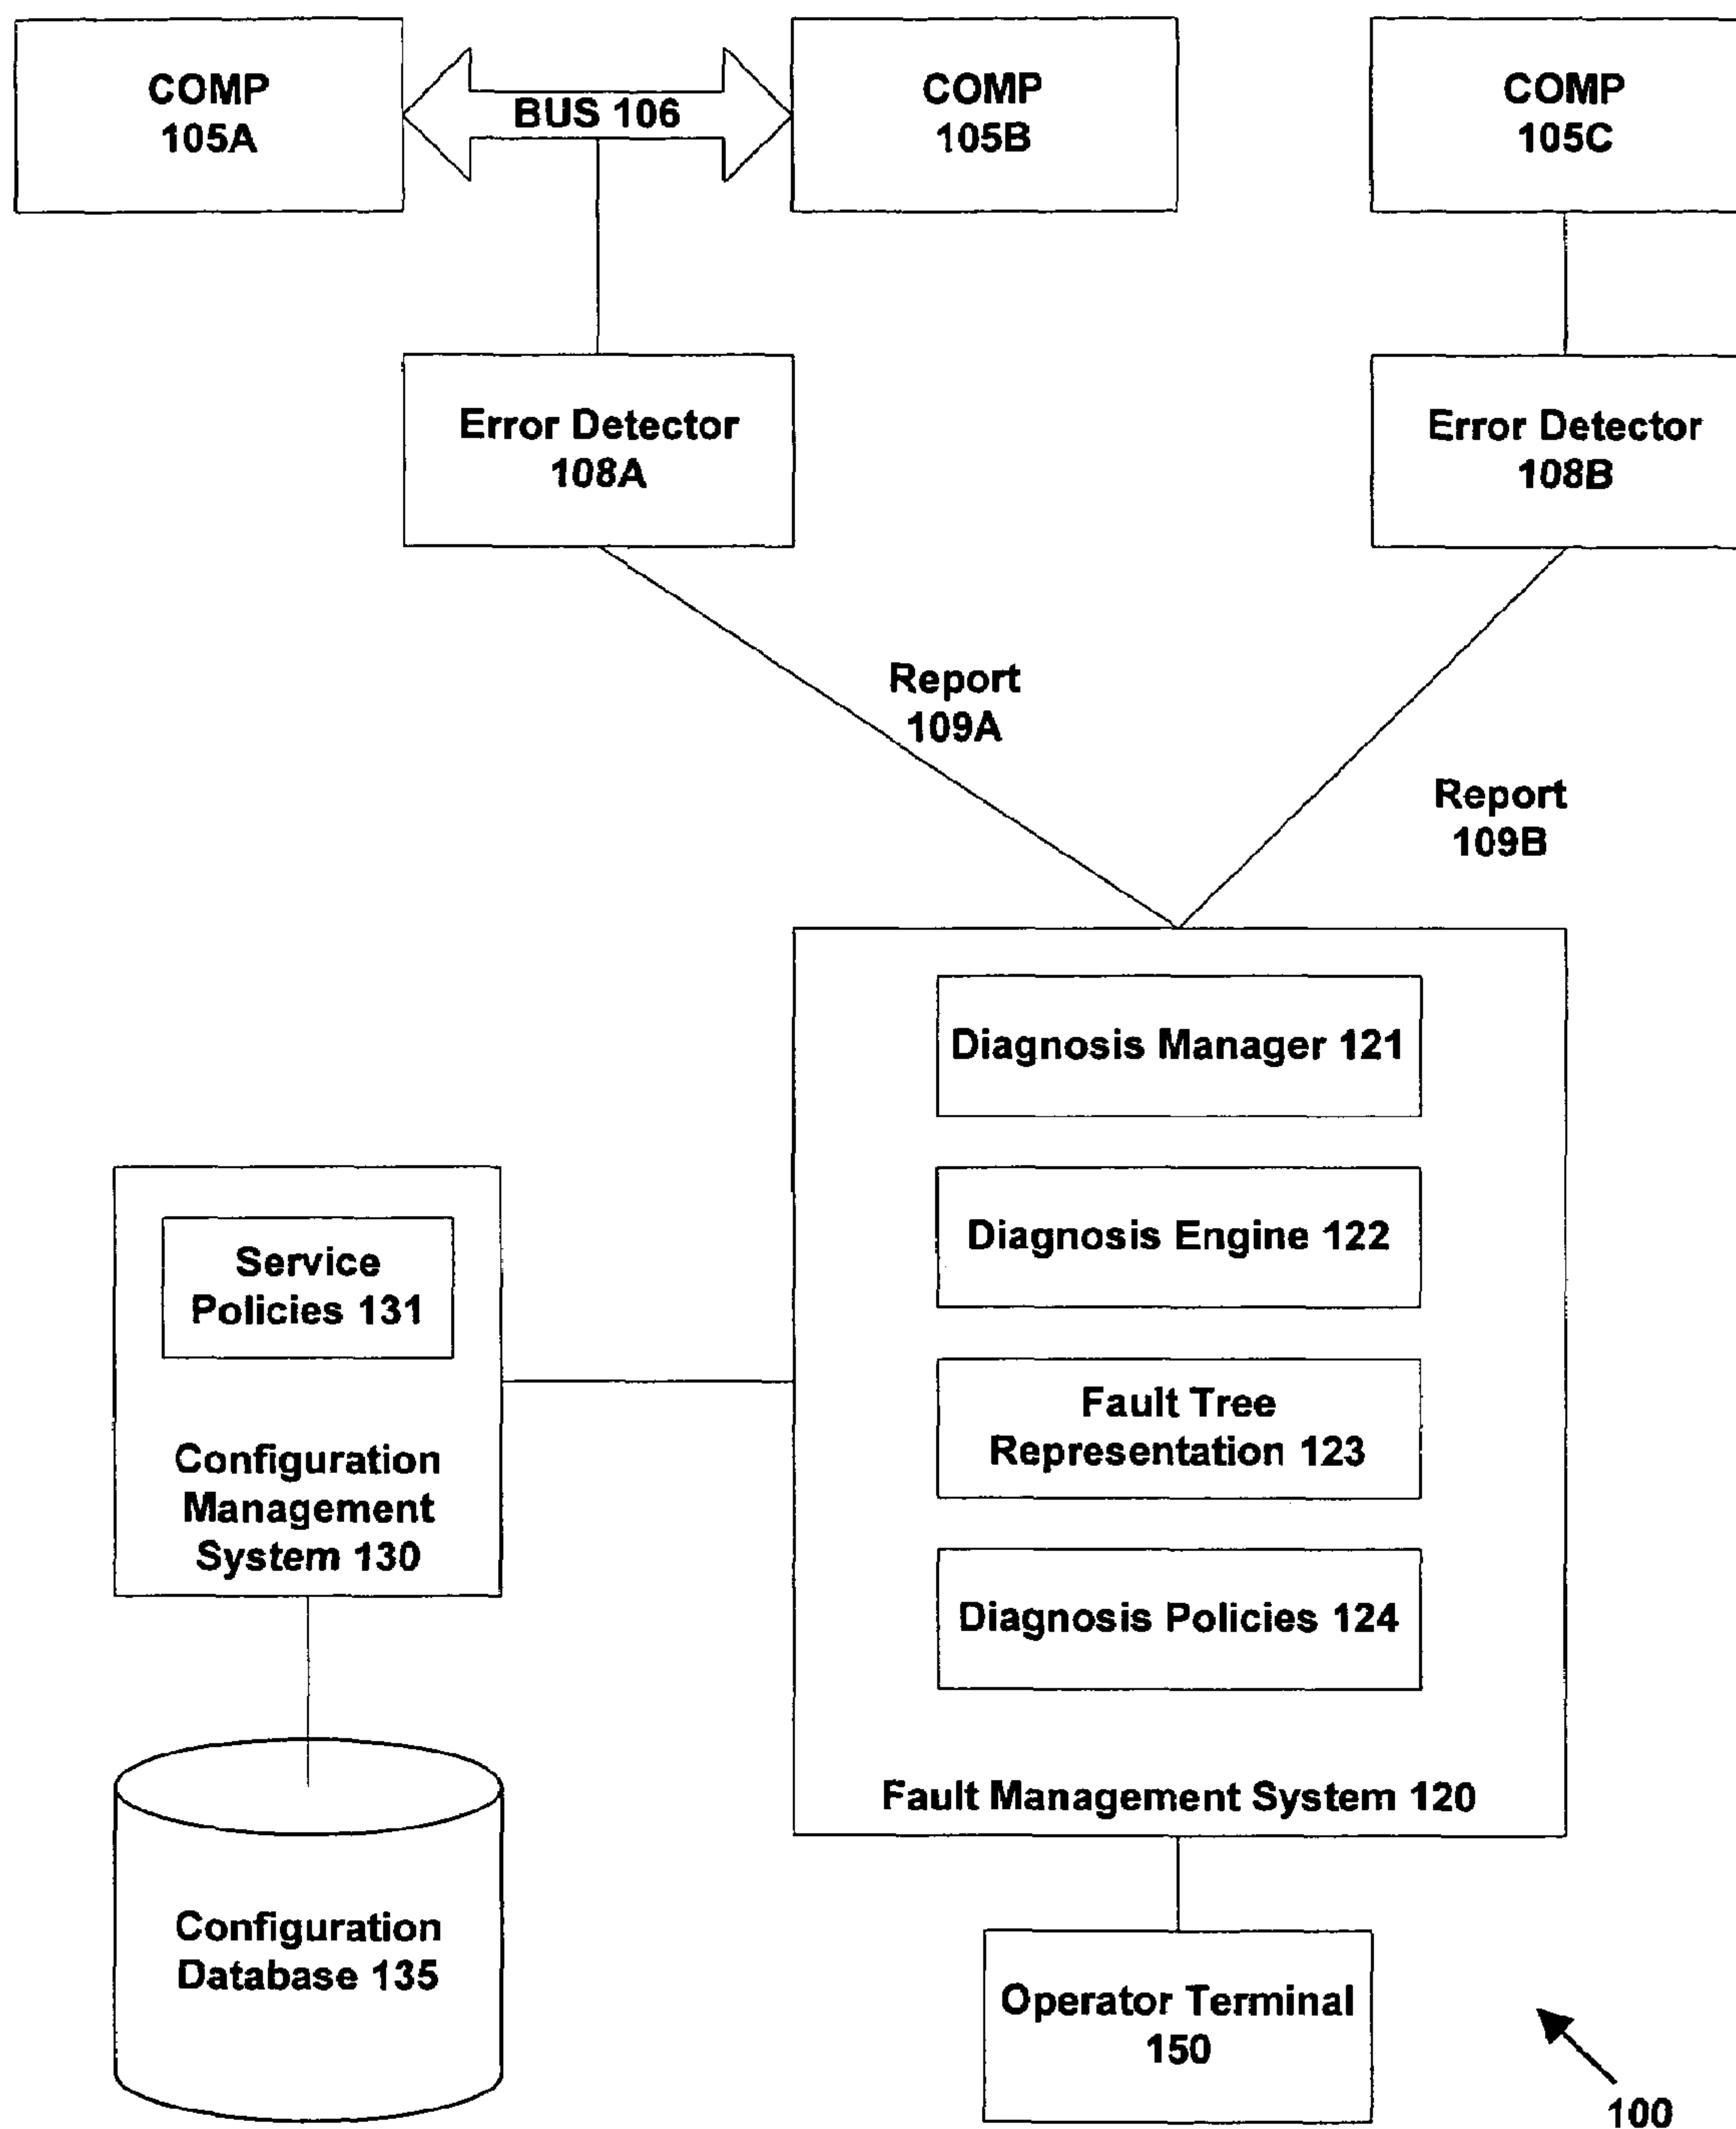 COMP
105A
BUS 106
COMP
105B
COMP
105C
Error Detector
108A
Error Detector
108B
Report
109A
Report
109B
Diagnosis Manager 121
Diagnosis Engine 122
Service
Policies 131
Fault Tree
Representation 123
Configuration
Management
System 130
Diagnosis Policies 124
Fault Management System 120
Configuration
Database 135
Operator Terminal
150
100